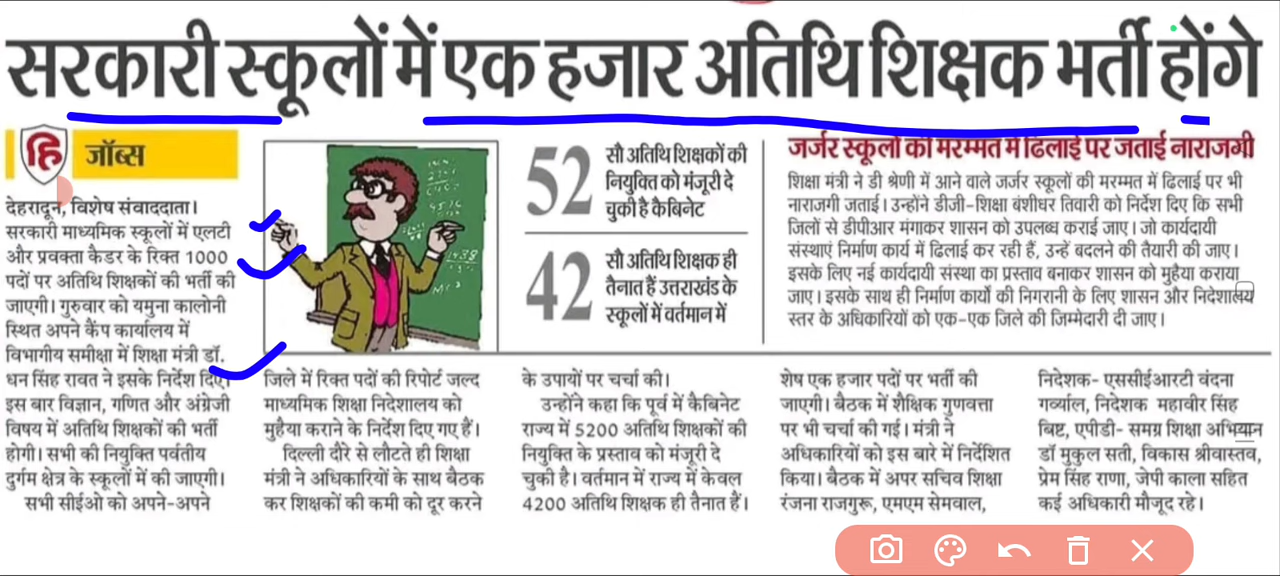 सरकारी स्कूलों में एक हजार अतिथि शिक्षक भर्ती होंगे
हि जॉब्स
देहरादून, विशेष संवाददाता।
सरकारी माध्यमिक स्कूलों में एलटी
और प्रवक्ता कैडर के रिक्त 1000
पदों पर अतिथि शिक्षकों की भर्ती की
जाएगी। गुरुवार को यमुना कालोनी
स्थित अपने कैंप कार्यालय में
विभागीय समीक्षा में शिक्षा मंत्री डॉ.
धन सिंह रावत ने इसके निर्देश दिए।
इस बार विज्ञान, गणित और अंग्रेजी
विषय में अतिथि शिक्षकों की भर्ती
होगी। सभी की नियुक्ति पर्वतीय
दुर्गम क्षेत्र के स्कूलों में की जाएगी।
सभी सीईओ को अपने-अपने
जिले में रिक्त पदों की रिपोर्ट जल्द
माध्यमिक शिक्षा निदेशालय को
मुहैया कराने के निर्देश दिए गए हैं।
दिल्ली दौरे से लौटते ही शिक्षा
मंत्री ने अधिकारियों के साथ बैठक
कर शिक्षकों की कमी को दूर करने
52
सौ अतिथि शिक्षकों की
नियुक्ति को मंजूरी दे
चुकी है कैबिनेट
42
सौ अतिथि शिक्षक ही
तैनात हैं उत्तराखंड के
स्कूलों में वर्तमान में
के उपायों पर चर्चा की।
उन्होंने कहा कि पूर्व में कैबिनेट
राज्य में 5200 अतिथि शिक्षकों की
नियुक्ति के प्रस्ताव को मंजूरी दे
चुकी है। वर्तमान में राज्य में केवल
4200 अतिथि शिक्षक ही तैनात हैं।
शेष एक हजार पदों पर भर्ती की
जाएगी। बैठक में शैक्षिक गुणवत्ता
पर भी चर्चा की गई। मंत्री ने
अधिकारियों को इस बारे में निर्देशित
किया। बैठक में अपर सचिव शिक्षा
रंजना राजगुरू, एमएम सेमवाल,
निदेशक- एससीईआरटी वंदना
गर्ब्याल, निदेशक महावीर सिंह
बिष्ट, एपीडी- समग्र शिक्षा अभियान
डॉ मुकुल सती, विकास श्रीवास्तव,
प्रेम सिंह राणा, जेपी काला सहित
कई अधिकारी मौजूद रहे।
जर्जर स्कूलों की मरम्मत में ढिलाई पर जताई नाराजगी
शिक्षा मंत्री ने डी श्रेणी में आने वाले जर्जर स्कूलों की मरम्मत में ढिलाई पर भी
नाराजगी जताई। उन्होंने डीजी-शिक्षा बंशीधर तिवारी को निर्देश दिए कि सभी
जिलों से डीपीआर मंगाकर शासन को उपलब्ध कराई जाए। जो कार्यदायी
संस्थाएं निर्माण कार्य में ढिलाई कर रही हैं, उन्हें बदलने की तैयारी की जाए।
इसके लिए नई कार्यदायी संस्था का प्रस्ताव बनाकर शासन को मुहैया कराया
जाए। इसके साथ ही निर्माण कार्यों की निगरानी के लिए शासन और निदेशालय
स्तर के अधिकारियों को एक-एक जिले की जिम्मेदारी दी जाए।